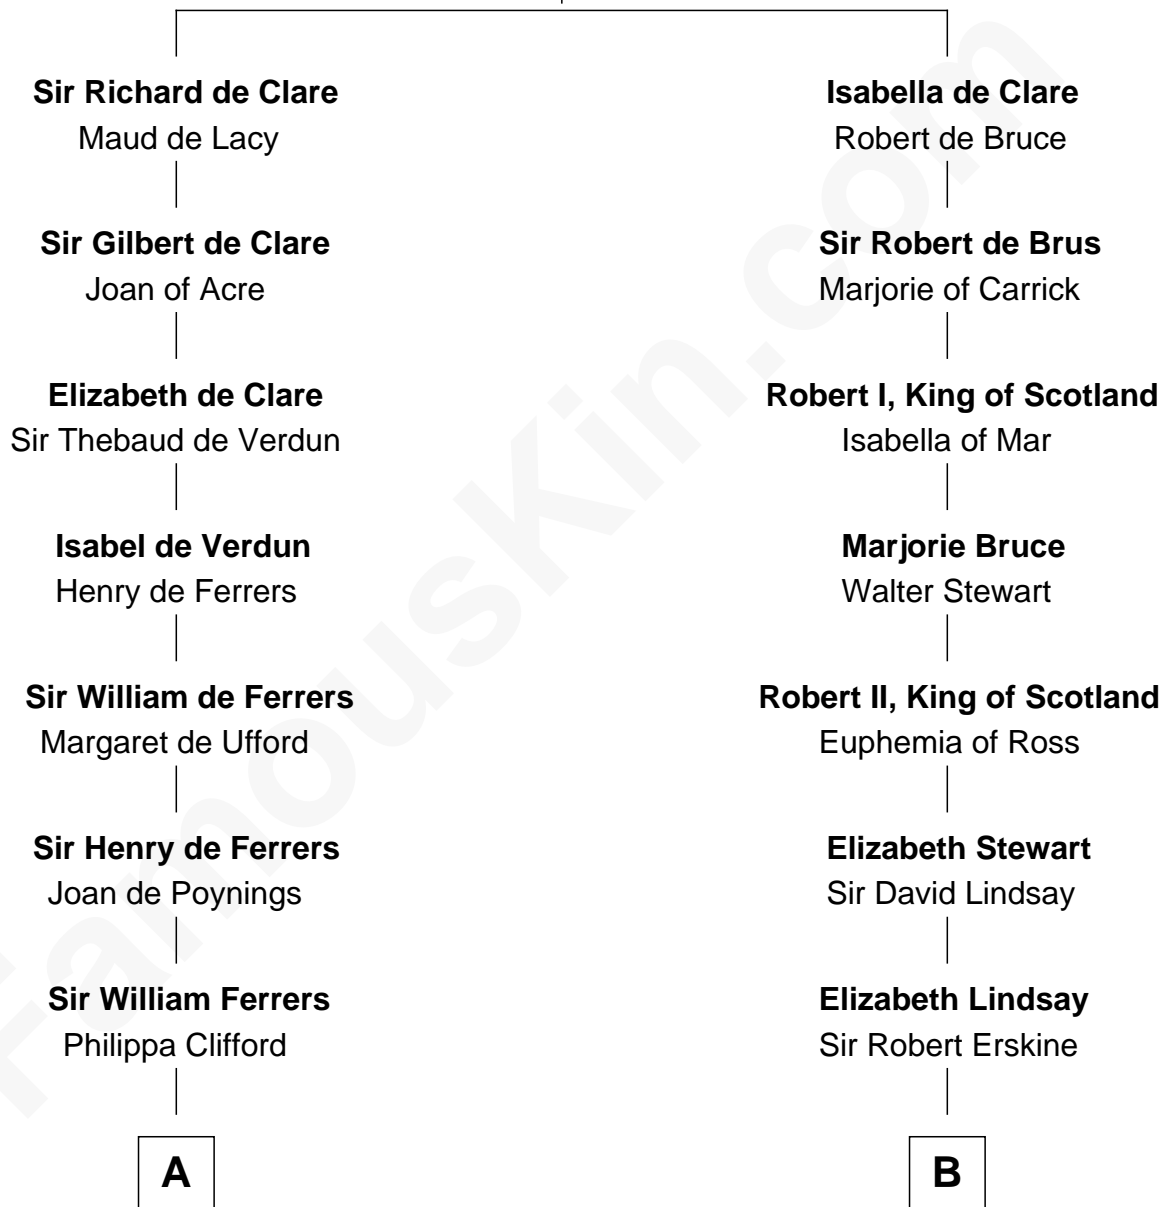 Sir Richard de Clare
Maud de Lacy
Sir Gilbert de Clare
Joan of Acre
Elizabeth de Clare
Sir Thebaud de Verdun
Isabel de Verdun
Henry de Ferrers
Sir William de Ferrers
Margaret de Ufford
Sir Henry de Ferrers
Joan de Poynings
Sir William Ferrers
Philippa Clifford
A
Isabella de Clare
Robert de Bruce
Sir Robert de Brus
Marjorie of Carrick
Robert I, King of Scotland
Isabella of Mar
Marjorie Bruce
Walter Stewart
Robert II, King of Scotland
Euphemia of Ross
Elizabeth Stewart
Sir David Lindsay
Elizabeth Lindsay
Sir Robert Erskine
B
FamousKin.com